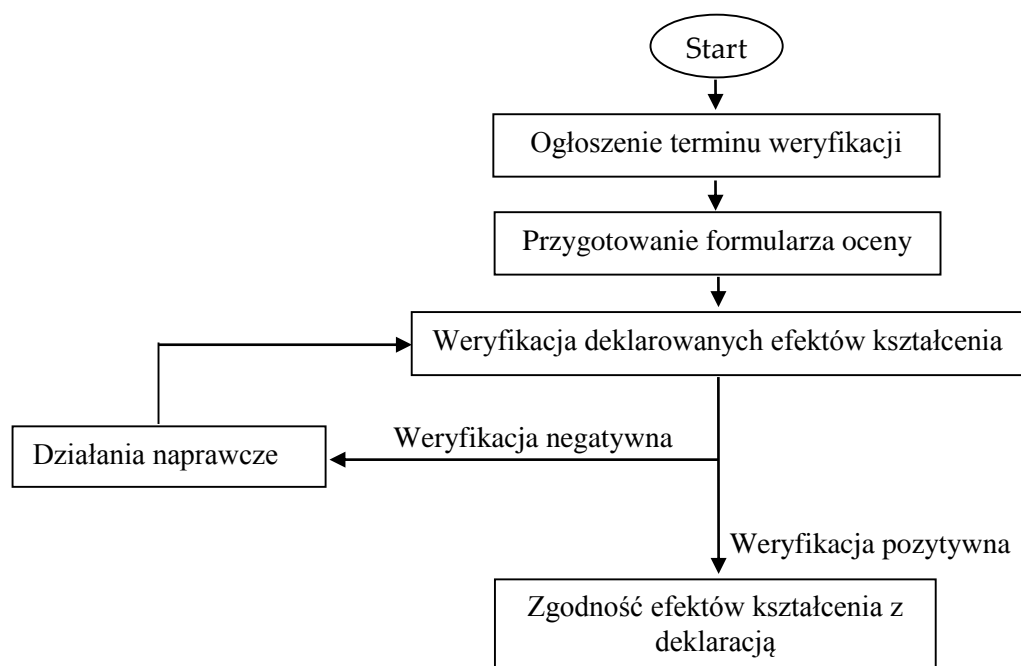 Start
Ogłoszenie terminu weryfikacji
Przygotowanie formularza oceny
Weryfikacja deklarowanych efektów kształcenia
Weryfikacja negatywna
Działania naprawcze
Weryfikacja pozytywna
Zgodność efektów kształcenia z
deklaracją